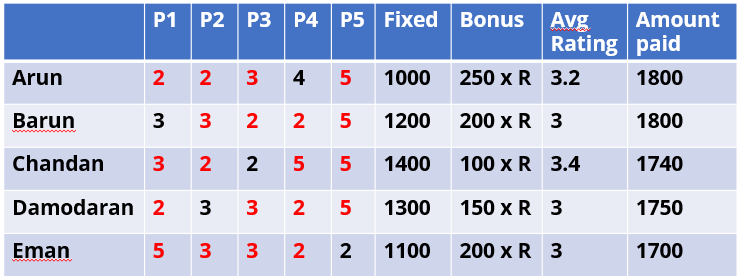 P1 P2 P3 P4 P5 Fixed Bonus Avg Rating Amount paid
Arun 2 2 3 4 5 1000 250 x R 3.2 1800
Barun 3 3 2 2 5 1200 200 x R 3 1800
Chandan 3 2 2 5 5 1400 100 x R 3.4 1740
Damodaran 2 3 3 2 5 1300 150 x R 3 1750
Eman 5 3 3 2 2 1100 200 x R 3 1700